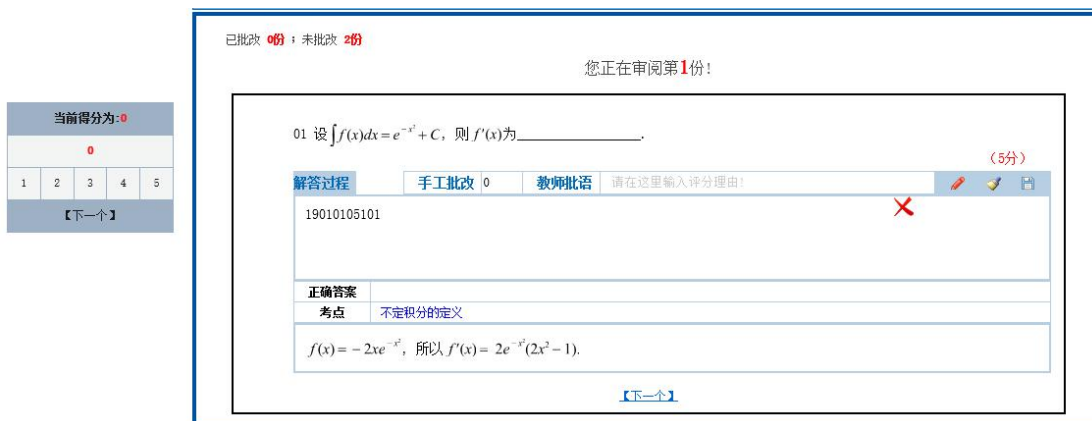 已批改 0份 ；未批改 2份
您正在审阅第1份!
当前得分为:0
0
1 2 3 4 5
【下一个】
01 设∫f(x)dx = e^{-x²} + C，则 f′(x)为__________________.
（5分）
解答过程 手工批改 0 教师批语 请在这里输入评分理由!
19010105101
正确答案
考点 不定积分的定义
f(x) = -2xe^{-x²}，所以 f′(x) = 2e^{-x²}(2x² - 1).
【下一个】